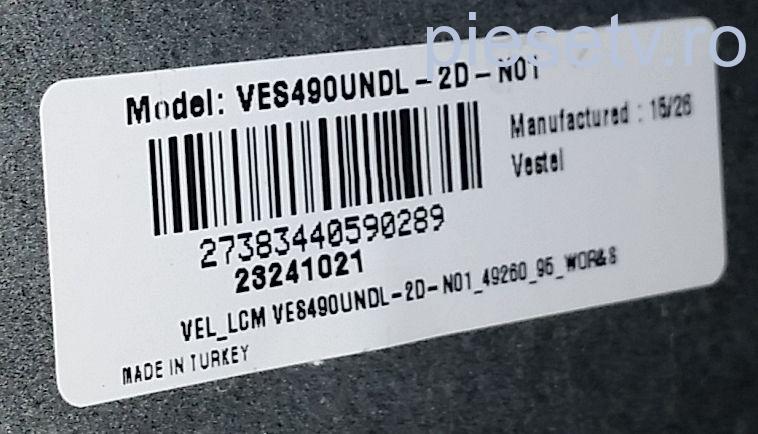 piesetv.ro
Model: VES490UNDL-2D-N01
Manufactured : 15/26
Vestel
27383440590289
23241021
VEL_LCM VES490UNDL-2D-N01_49260_95_WOR&S
MADE IN TURKEY